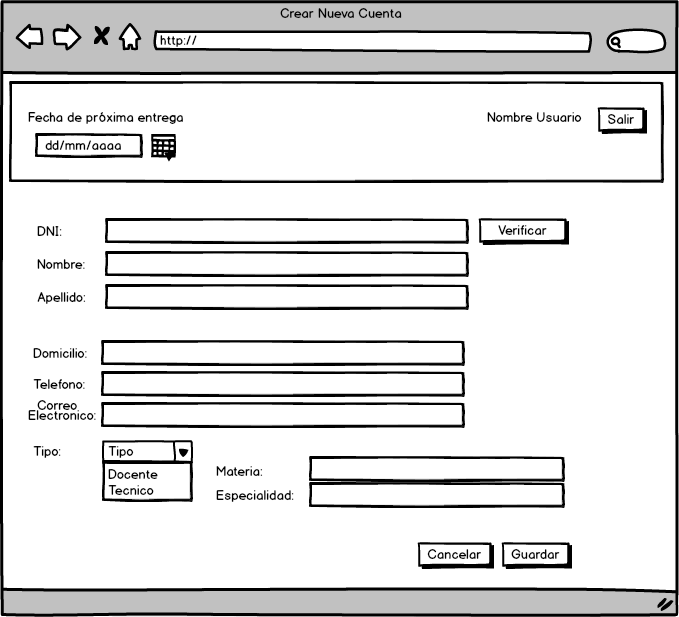 Crear Nueva Cuenta
http://
Fecha de próxima entrega
Nombre Usuario
Salir
dd/mm/aaaa
DNI:
Verificar
Nombre:
Apellido:
Domicilio:
Telefono:
Correo
Electronico:
Tipo:
Tipo
Docente
Tecnico
Materia:
Especialidad:
Cancelar
Guardar